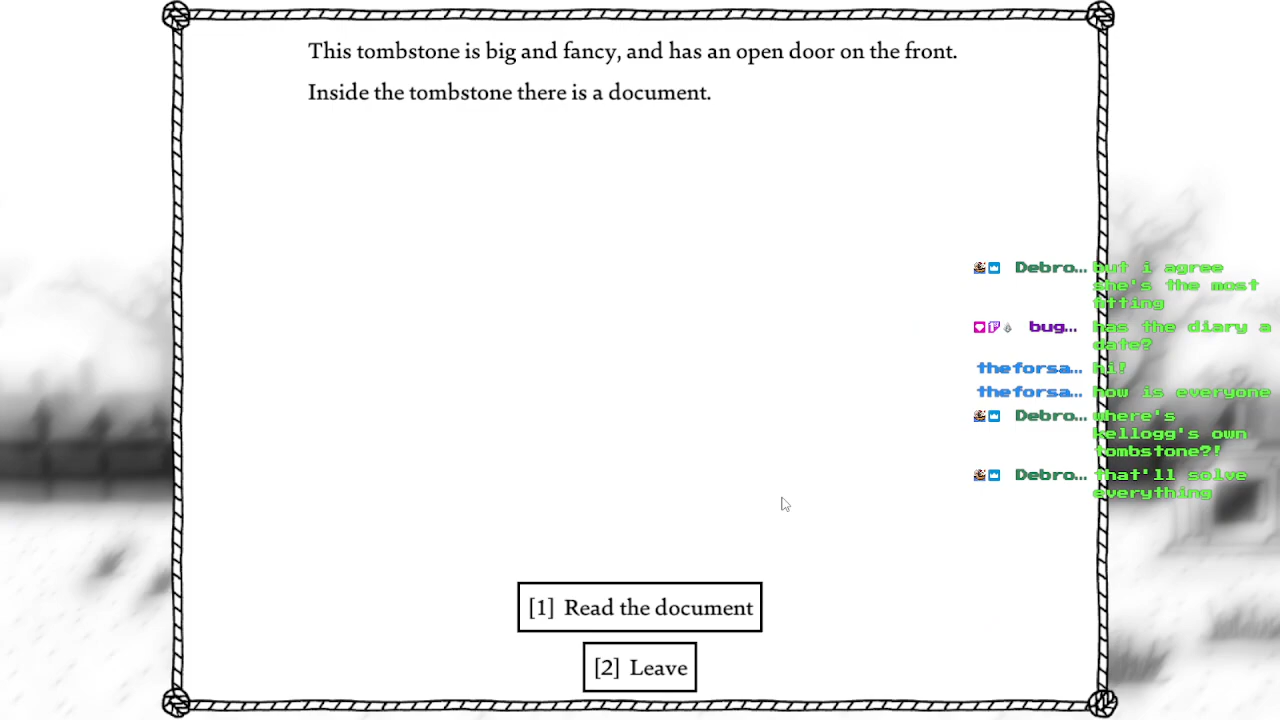 This tombstone is big and fancy, and has an open door on the front.
Inside the tombstone there is a document.
Debro... but i agree
she's the most
fitting
bug... has the diary a
date?
theforsa... hi!
theforsa... how is everyone
Debro... where's
kellogg's own
tombstone?!
Debro... that'll solve
everything
[1] Read the document
[2] Leave